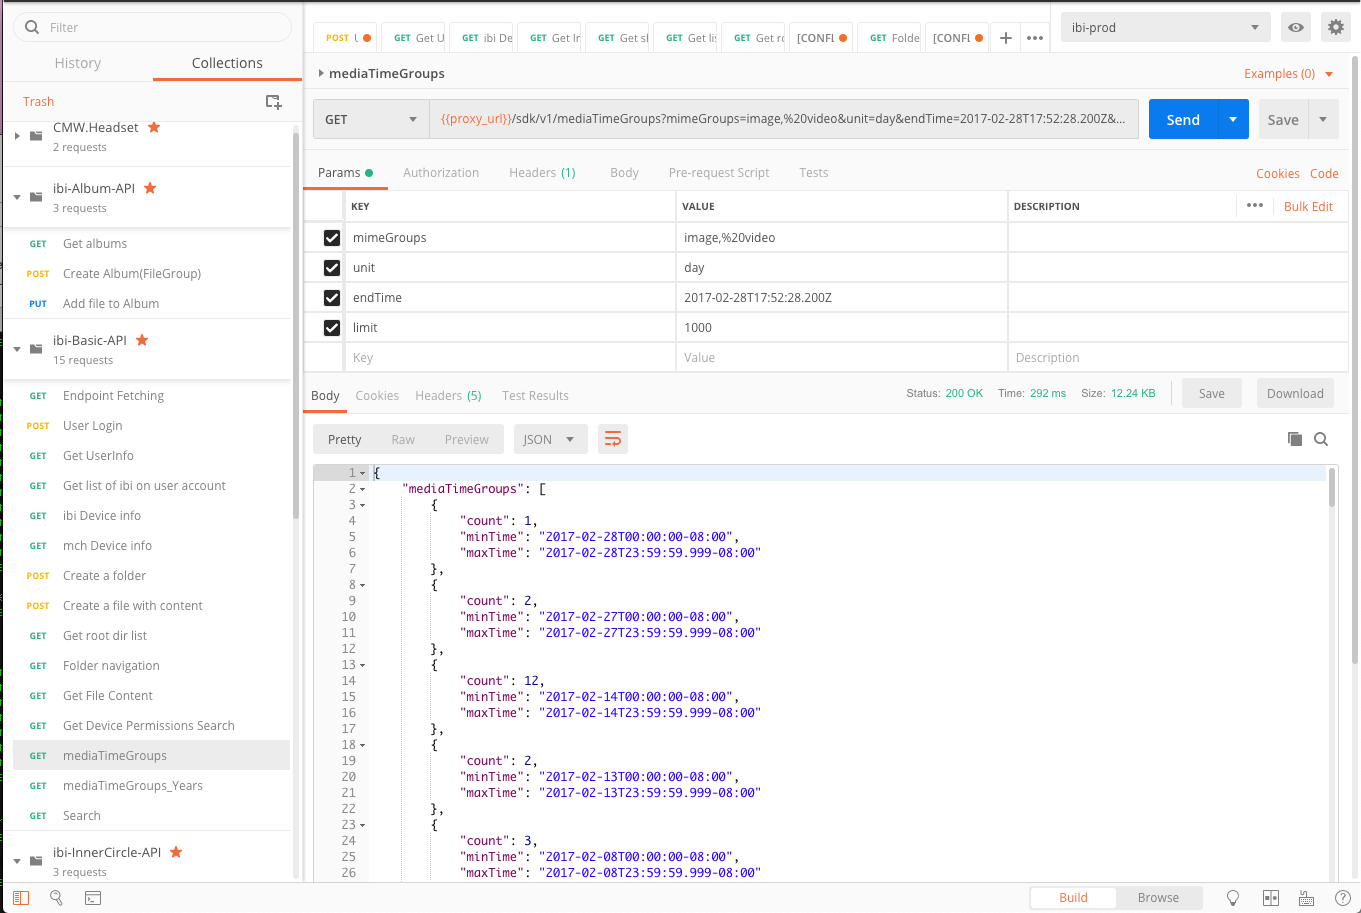 Filter
History
Collections
Trash
CMW.Headset
2 requests
ibi-Album-API
3 requests
GET Get albums
POST Create Album(FileGroup)
PUT Add file to Album
ibi-Basic-API
15 requests
GET Endpoint Fetching
POST User Login
GET Get UserInfo
GET Get list of ibi on user account
GET ibi Device info
GET mch Device info
POST Create a folder
POST Create a file with content
GET Get root dir list
GET Folder navigation
GET Get File Content
GET Get Device Permissions Search
GET mediaTimeGroups
GET mediaTimeGroups_Years
GET Search
ibi-InnerCircle-API
3 requests
POST
GET Get U
GET ibi De
GET Get In
GET Get sl
GET Get lis
GET Get ro
[CONFL
GET Folde
[CONFL
ibi-prod
mediaTimeGroups
Examples (0)
GET
{{proxy_url}}/sdk/v1/mediaTimeGroups?mimeGroups=image,%20video&unit=day&endTime=2017-02-28T17:52:28.200Z&...
Send
Save
Params
Authorization
Headers (1)
Body
Pre-request Script
Tests
Cookies
Code
KEY VALUE DESCRIPTION
••• Bulk Edit
mimeGroups image,%20video
unit day
endTime 2017-02-28T17:52:28.200Z
limit 1000
Key Value Description
Body
Cookies
Headers (5)
Test Results
Status: 200 OK
Time: 292 ms
Size: 12.24 KB
Save
Download
Pretty
Raw
Preview
JSON
1 {
2 "mediaTimeGroups": [
3 {
4 "count": 1,
5 "minTime": "2017-02-28T00:00:00-08:00",
6 "maxTime": "2017-02-28T23:59:59.999-08:00"
7 },
8 {
9 "count": 2,
10 "minTime": "2017-02-27T00:00:00-08:00",
11 "maxTime": "2017-02-27T23:59:59.999-08:00"
12 },
13 {
14 "count": 12,
15 "minTime": "2017-02-14T00:00:00-08:00",
16 "maxTime": "2017-02-14T23:59:59.999-08:00"
17 },
18 {
19 "count": 2,
20 "minTime": "2017-02-13T00:00:00-08:00",
21 "maxTime": "2017-02-13T23:59:59.999-08:00"
22 },
23 {
24 "count": 3,
25 "minTime": "2017-02-08T00:00:00-08:00",
26 "maxTime": "2017-02-08T23:59:59.999-08:00"
Build
Browse